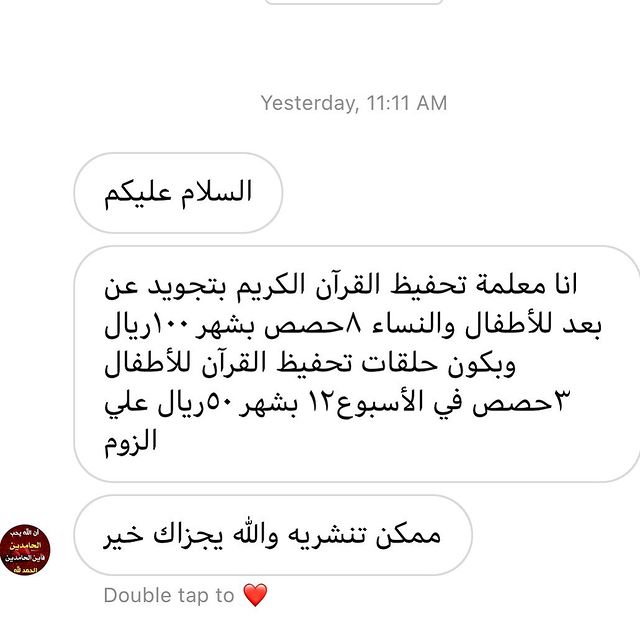 Yesterday, 11:11 AM
السلام عليكم
انا معلمة تحفيظ القرآن الكريم بتجويد عن
بعد للأطفال والنساء ٨حصص بشهر ١٠٠ريال
وبكون حلقات تحفيظ القرآن للأطفال
٣حصص في الأسبوع١٢ بشهر ٥٠ريال علي
الزوم
ممكن تنشريه والله يجزاك خير
أن الله يحب
الحامدين
فأين الحامدين
الحمد لله
Double tap to ❤️